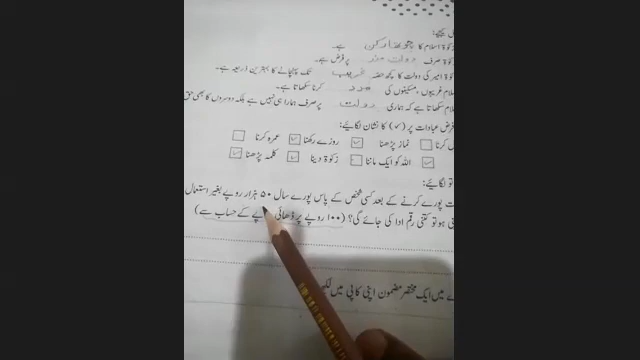 زکوٰۃ اسلام کا چوتھا رکن ہے۔
زکوٰۃ صرف دولت مند پر فرض ہے۔
زکوٰۃ امیر کی دولت کا کچھ حصہ غریب تک پہنچانے کا بہترین ذریعہ ہے۔
غریبوں، مسکینوں کی مدد کرنا سکھاتا ہے۔
سکھاتا ہے کہ ہماری دولت پر صرف ہمارا ہی نہیں ہے بلکہ دوسروں کا بھی حق
فرض عبادات پر (✓) کا نشان لگائیے:
کرنا نماز پڑھنا روزے رکھنا عمرہ کرنا
اللہ کو ایک ماننا زکوٰۃ دینا کلمہ پڑھنا
تو لگائیے:
پورے کرنے کے بعد کسی شخص کے پاس پورے سال ۵۰ ہزار روپے بغیر استعمال
ہو تو کتنی رقم ادا کی جائے گی؟ (۱۰۰ روپے پر ڈھائی کے حساب سے)
میں ایک مختصر مضمون اپنی کاپی میں